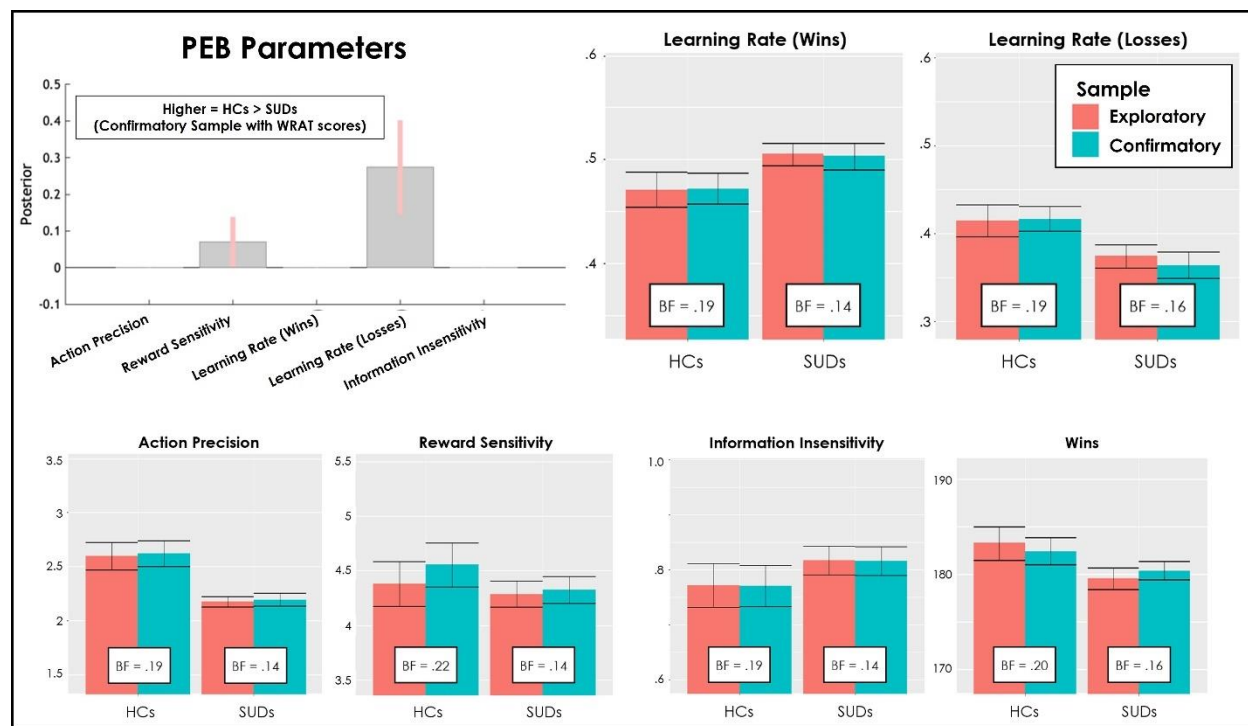 PEB Parameters
0.5
0.4
0.3
0.2
0.1
0
-0.1
Posterior
Higher = HCs > SUDs
(Confirmatory Sample with WRAT scores)
Action Precision
Reward Sensitivity
Learning Rate (Wins)
Learning Rate (Losses)
Information Insensitivity
Learning Rate (Wins)
.6
.5
.4
BF = .19
BF = .14
HCs
SUDs
Learning Rate (Losses)
.6
.5
.4
.3
Sample
Exploratory
Confirmatory
BF = .19
BF = .16
HCs
SUDs
Action Precision
3.5
3
2.5
2
1.5
BF = .19
BF = .14
HCs
SUDs
Reward Sensitivity
5.5
5
4.5
4
3.5
BF = .22
BF = .14
HCs
SUDs
Information Insensitivity
1.0
.8
.6
BF = .19
BF = .14
HCs
SUDs
Wins
190
180
170
BF = .20
BF = .16
HCs
SUDs